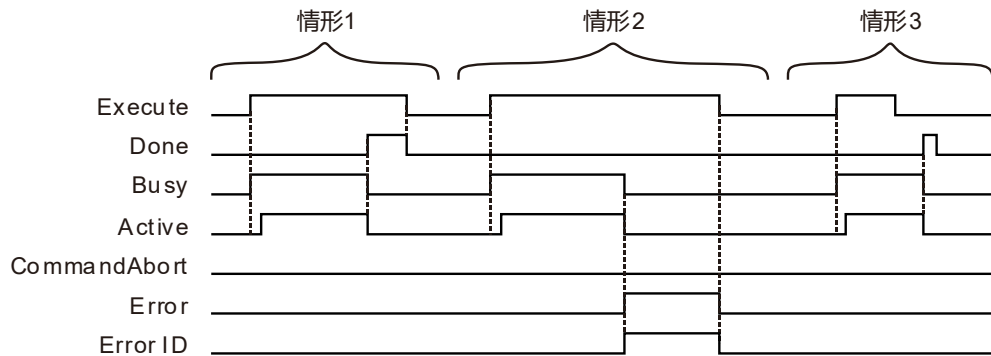 情形1 情形2 情形3
Execute
Done
Busy
Active
CommandAbort
Error
Error ID